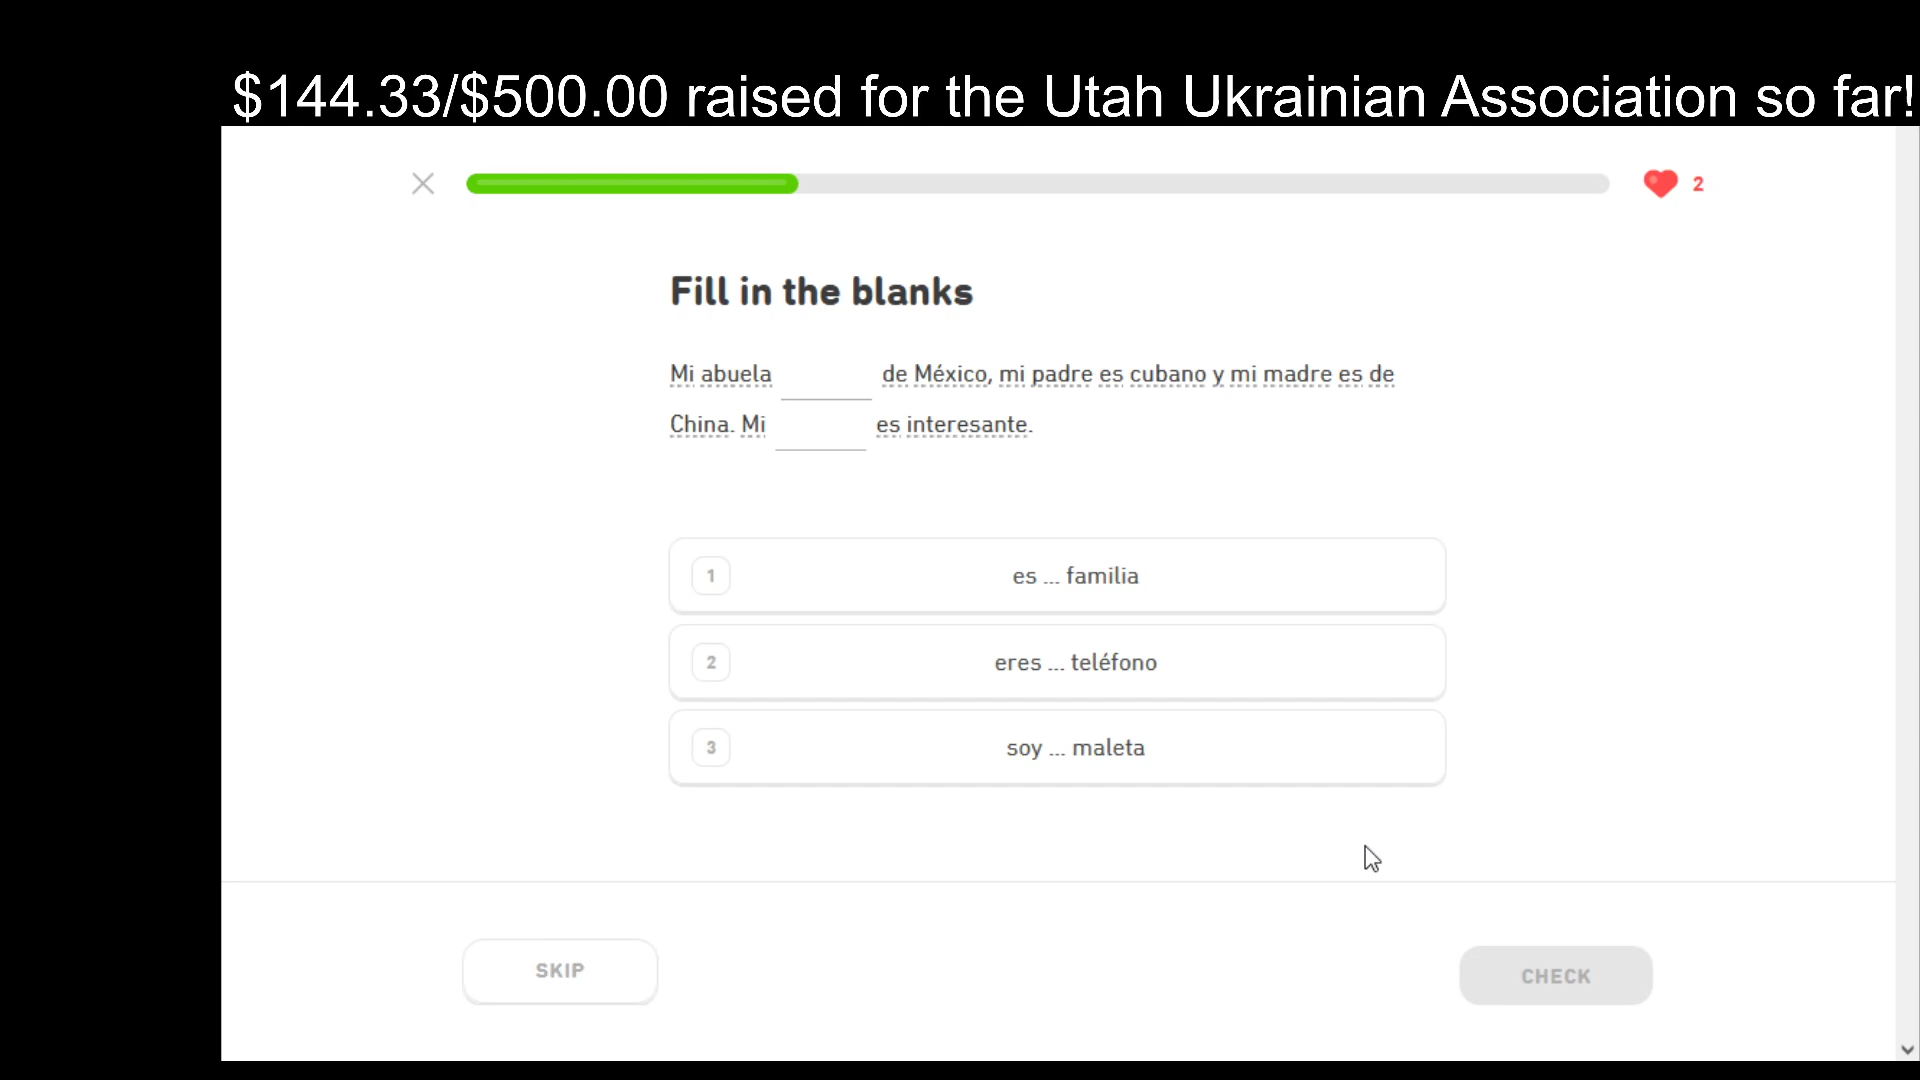 $144.33/$500.00 raised for the Utah Ukrainian Association so far!
2
Fill in the blanks
Mi abuela ________ de México, mi padre es cubano y mi madre es de
China. Mi ________ es interesante.
1 es ... familia
2 eres ... teléfono
3 soy ... maleta
SKIP CHECK